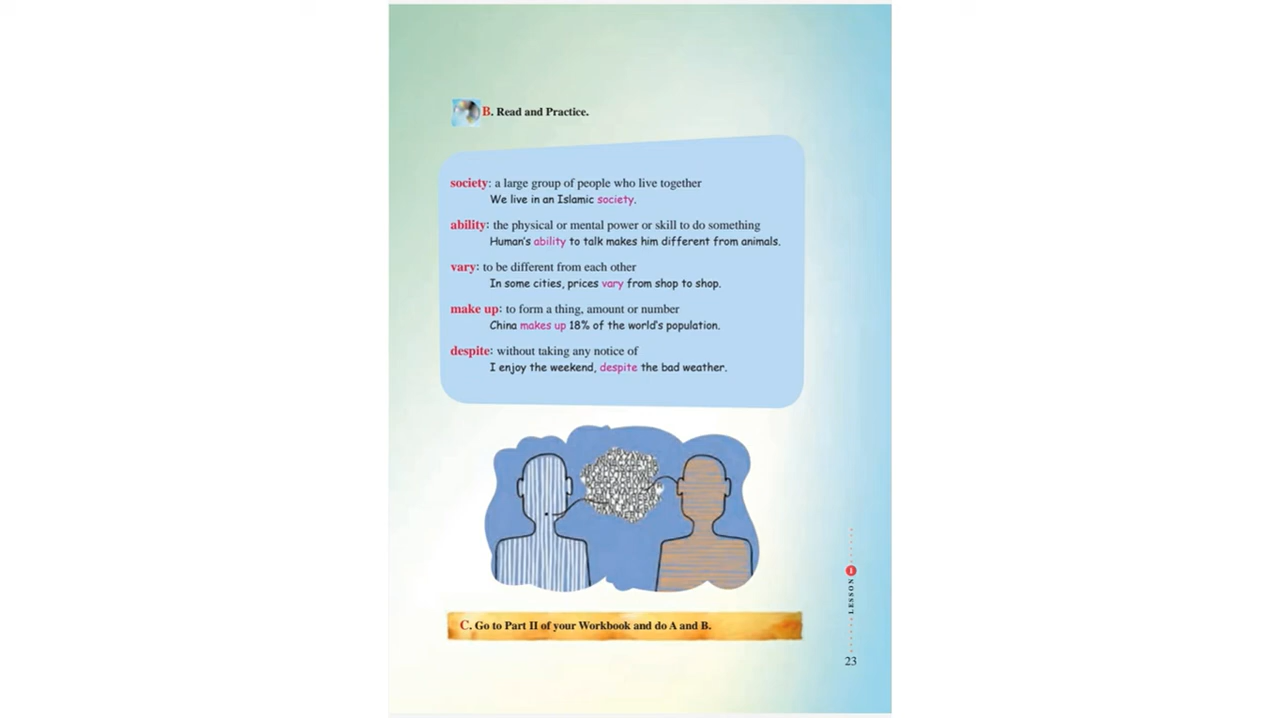 B. Read and Practice.
society: a large group of people who live together
We live in an Islamic society.
ability: the physical or mental power or skill to do something
Human's ability to talk makes him different from animals.
vary: to be different from each other
In some cities, prices vary from shop to shop.
make up: to form a thing, amount or number
China makes up 18% of the world's population.
despite: without taking any notice of
I enjoy the weekend, despite the bad weather.
C. Go to Part II of your Workbook and do A and B.
LESSON 1
23